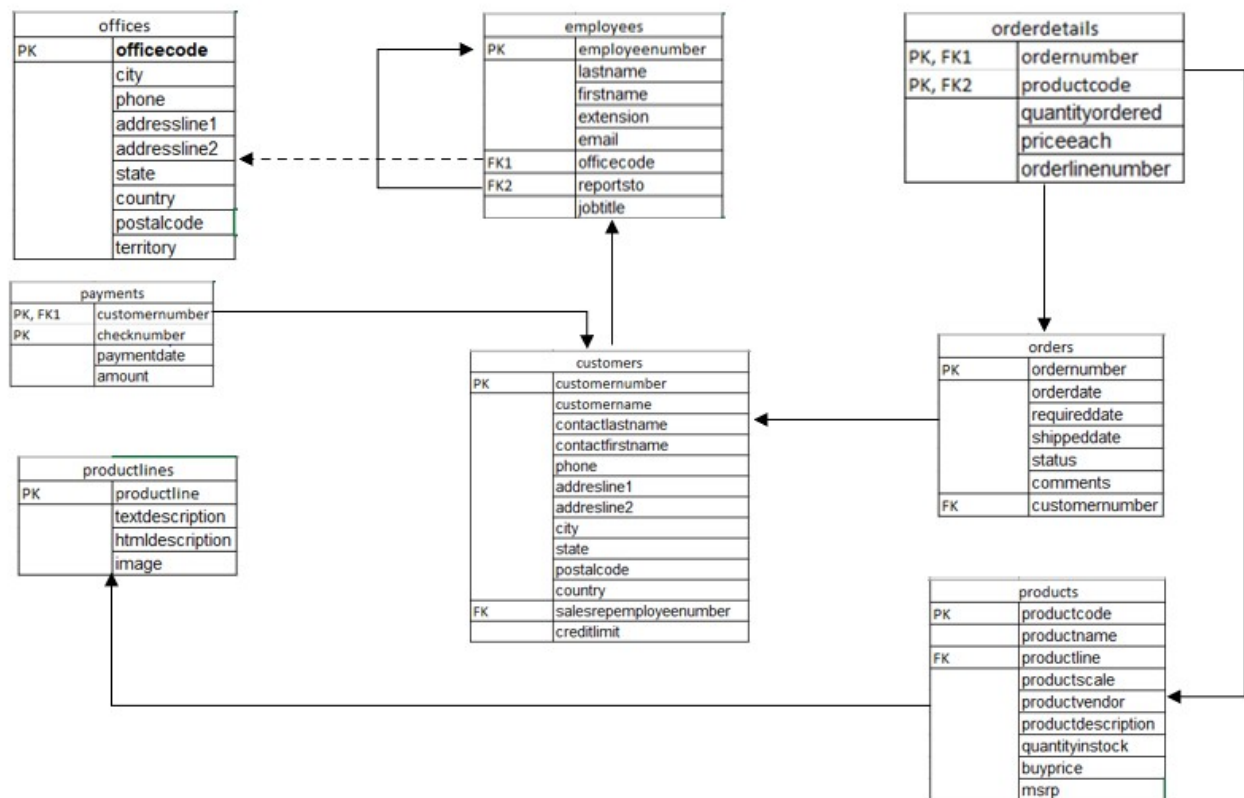 offices
PK officecode
city
phone
addressline1
addressline2
state
country
postalcode
territory
employees
PK employeenumber
lastname
firstname
extension
email
FK1 officecode
FK2 reportsto
jobtitle
orderdetails
PK, FK1 ordernumber
PK, FK2 productcode
quantityordered
priceeach
orderlinenumber
payments
PK, FK1 customernumber
PK checknumber
paymentdate
amount
customers
PK customernumber
customername
contactlastname
contactfirstname
phone
addresline1
addresline2
city
state
postalcode
country
FK salesrepemployeenumber
creditlimit
orders
PK ordernumber
orderdate
requireddate
shippeddate
status
comments
FK customernumber
productlines
PK productline
textdescription
htmldescription
image
products
PK productcode
productname
FK productline
productscale
productvendor
productdescription
quantityinstock
buyprice
msrp